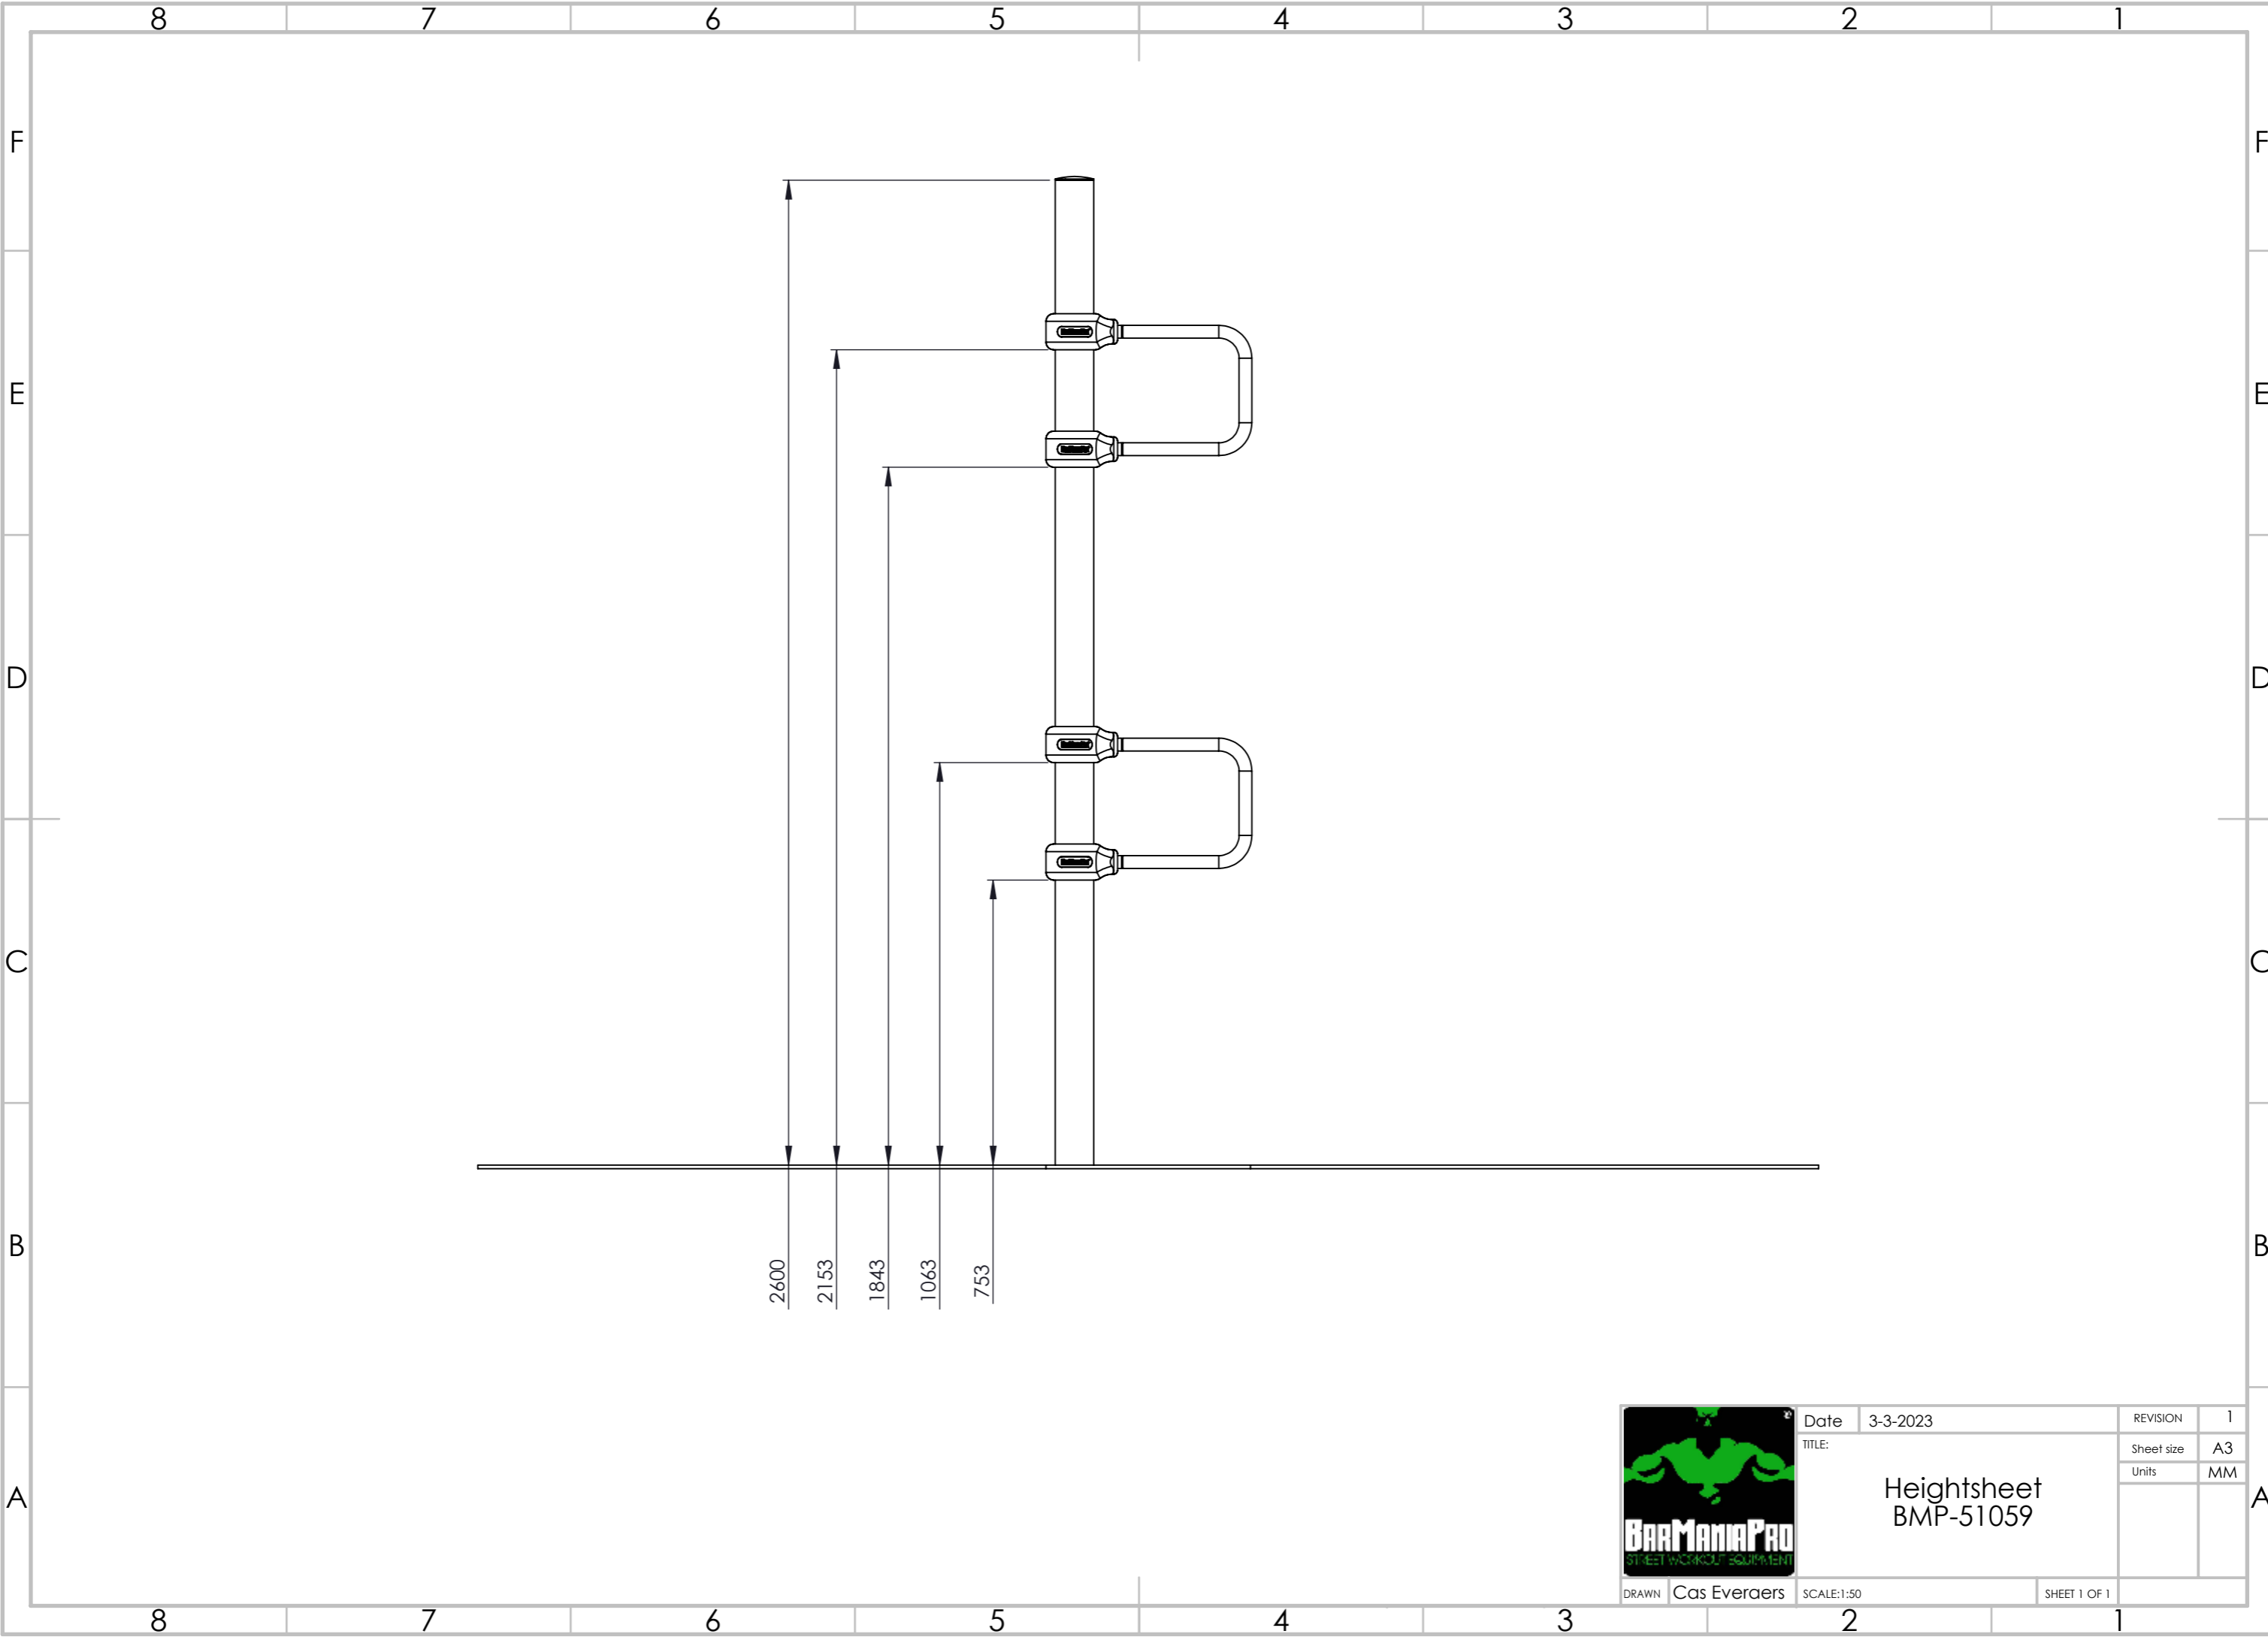 8 7 6 5 4 3 2 1
F F
E E
D D
C C
B B
A A
2600
2153
1843
1063
753
BARMANIAPRO
STREET WORKOUT EQUIPMENT
Date 3-3-2023
REVISION 1
TITLE:
Heightsheet
BMP-51059
Sheet size A3
Units MM
DRAWN Cas Everaers
SCALE:1:50
SHEET 1 OF 1
8 7 6 5 4 3 2 1